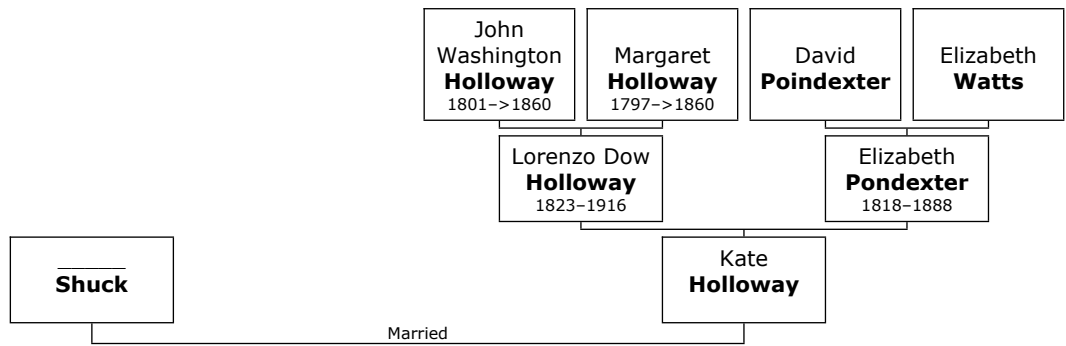 John
Washington
Holloway
1801–>1860
Margaret
Holloway
1797–>1860
David
Poindexter
Elizabeth
Watts
Lorenzo Dow
Holloway
1823–1916
Elizabeth
Pondexter
1818–1888
_____
Shuck
Kate
Holloway
Married